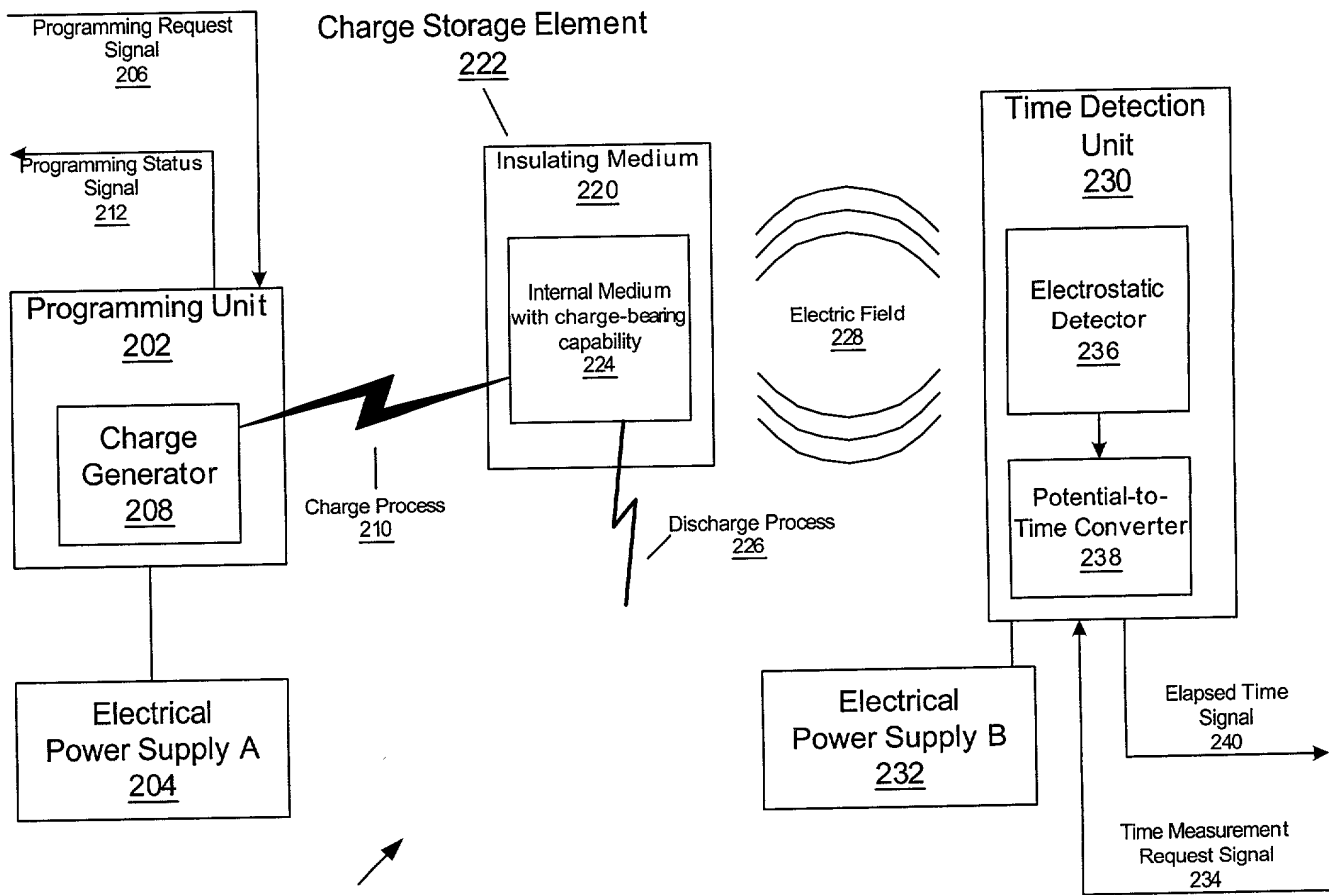 Programming Request
Signal
206
Programming Status
Signal
212
Programming Unit
202
Charge
Generator
208
Electrical
Power Supply A
204
Charge Process
210
Charge Storage Element
222
Insulating Medium
220
Internal Medium
with charge-bearing
capability
224
Discharge Process
226
Electric Field
228
Time Detection
Unit
230
Electrostatic
Detector
236
Potential-to-
Time Converter
238
Electrical
Power Supply B
232
Elapsed Time
Signal
240
Time Measurement
Request Signal
234